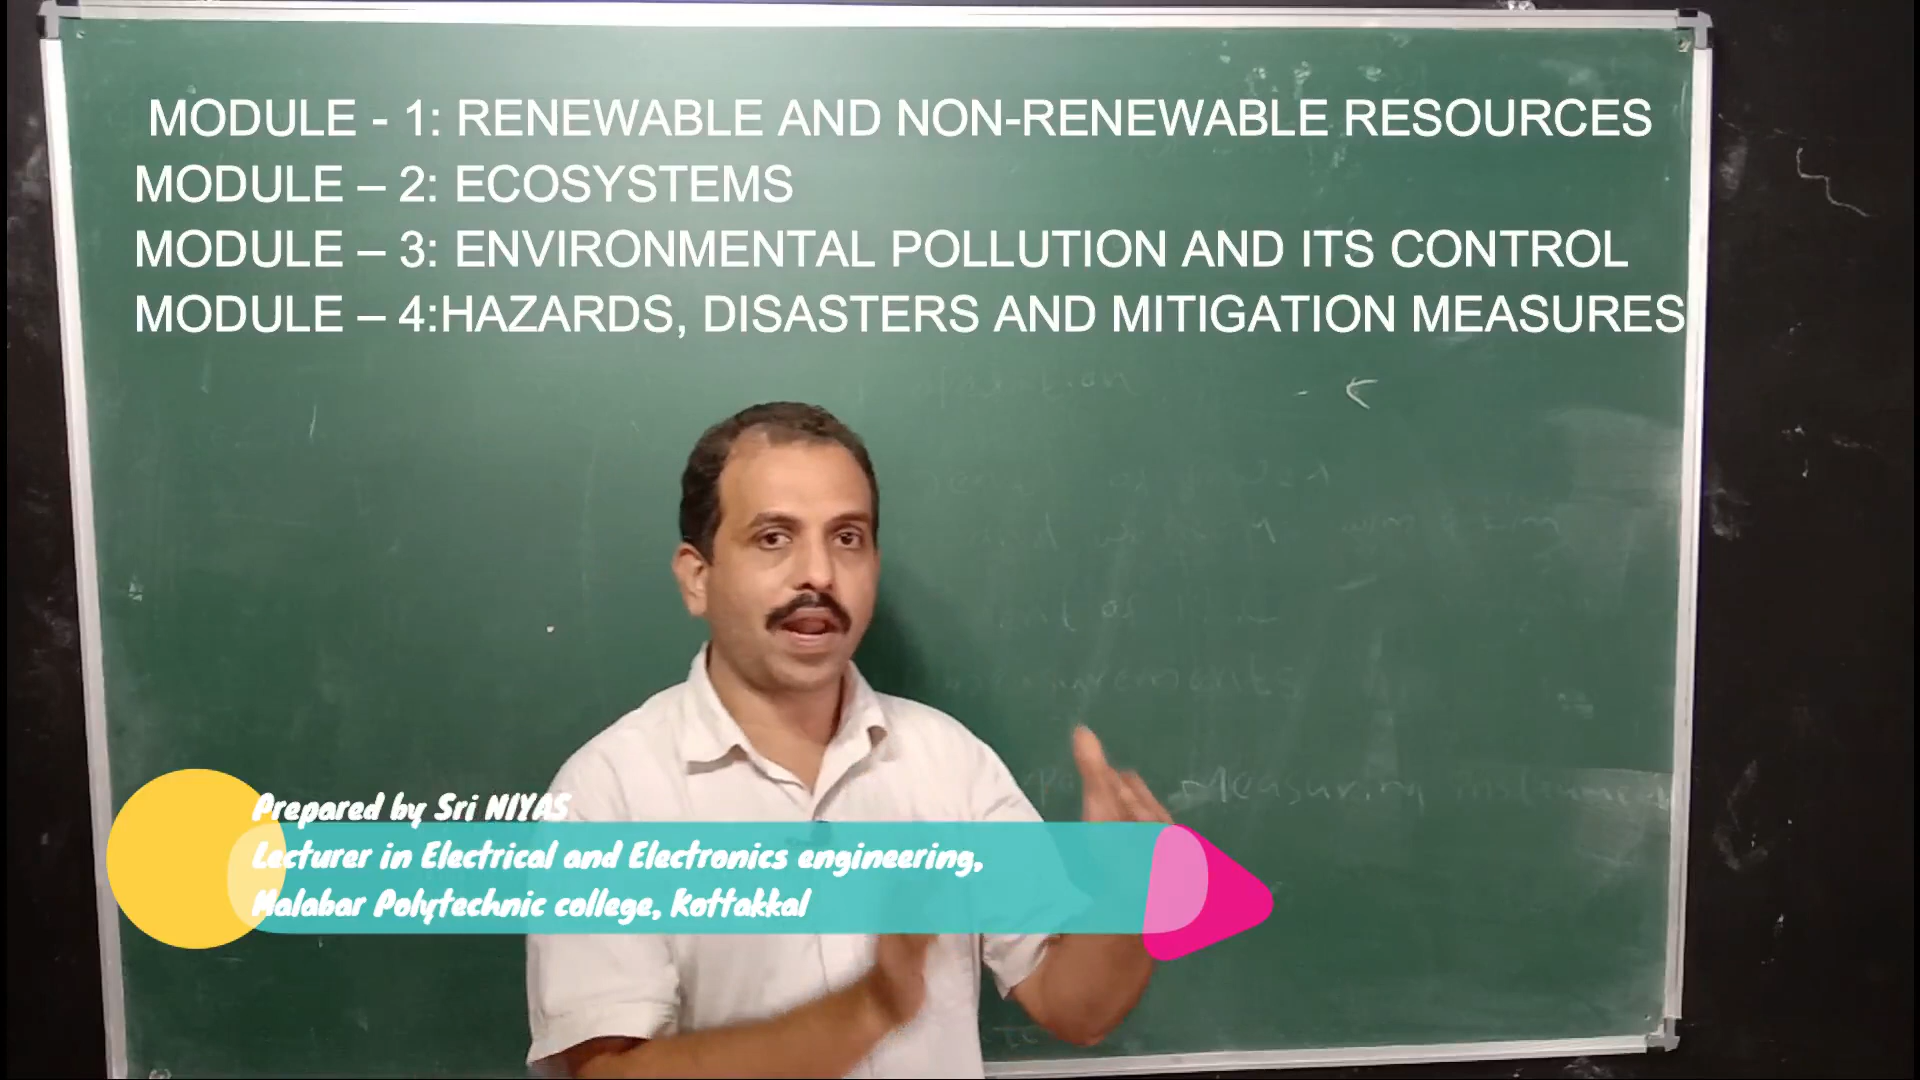 MODULE - 1: RENEWABLE AND NON-RENEWABLE RESOURCES
MODULE – 2: ECOSYSTEMS
MODULE – 3: ENVIRONMENTAL POLLUTION AND ITS CONTROL
MODULE – 4:HAZARDS, DISASTERS AND MITIGATION MEASURES
Measuring
Prepared by Sri NIYAS
Lecturer in Electrical and Electronics engineering,
Malabar Polytechnic college, Kottakkal